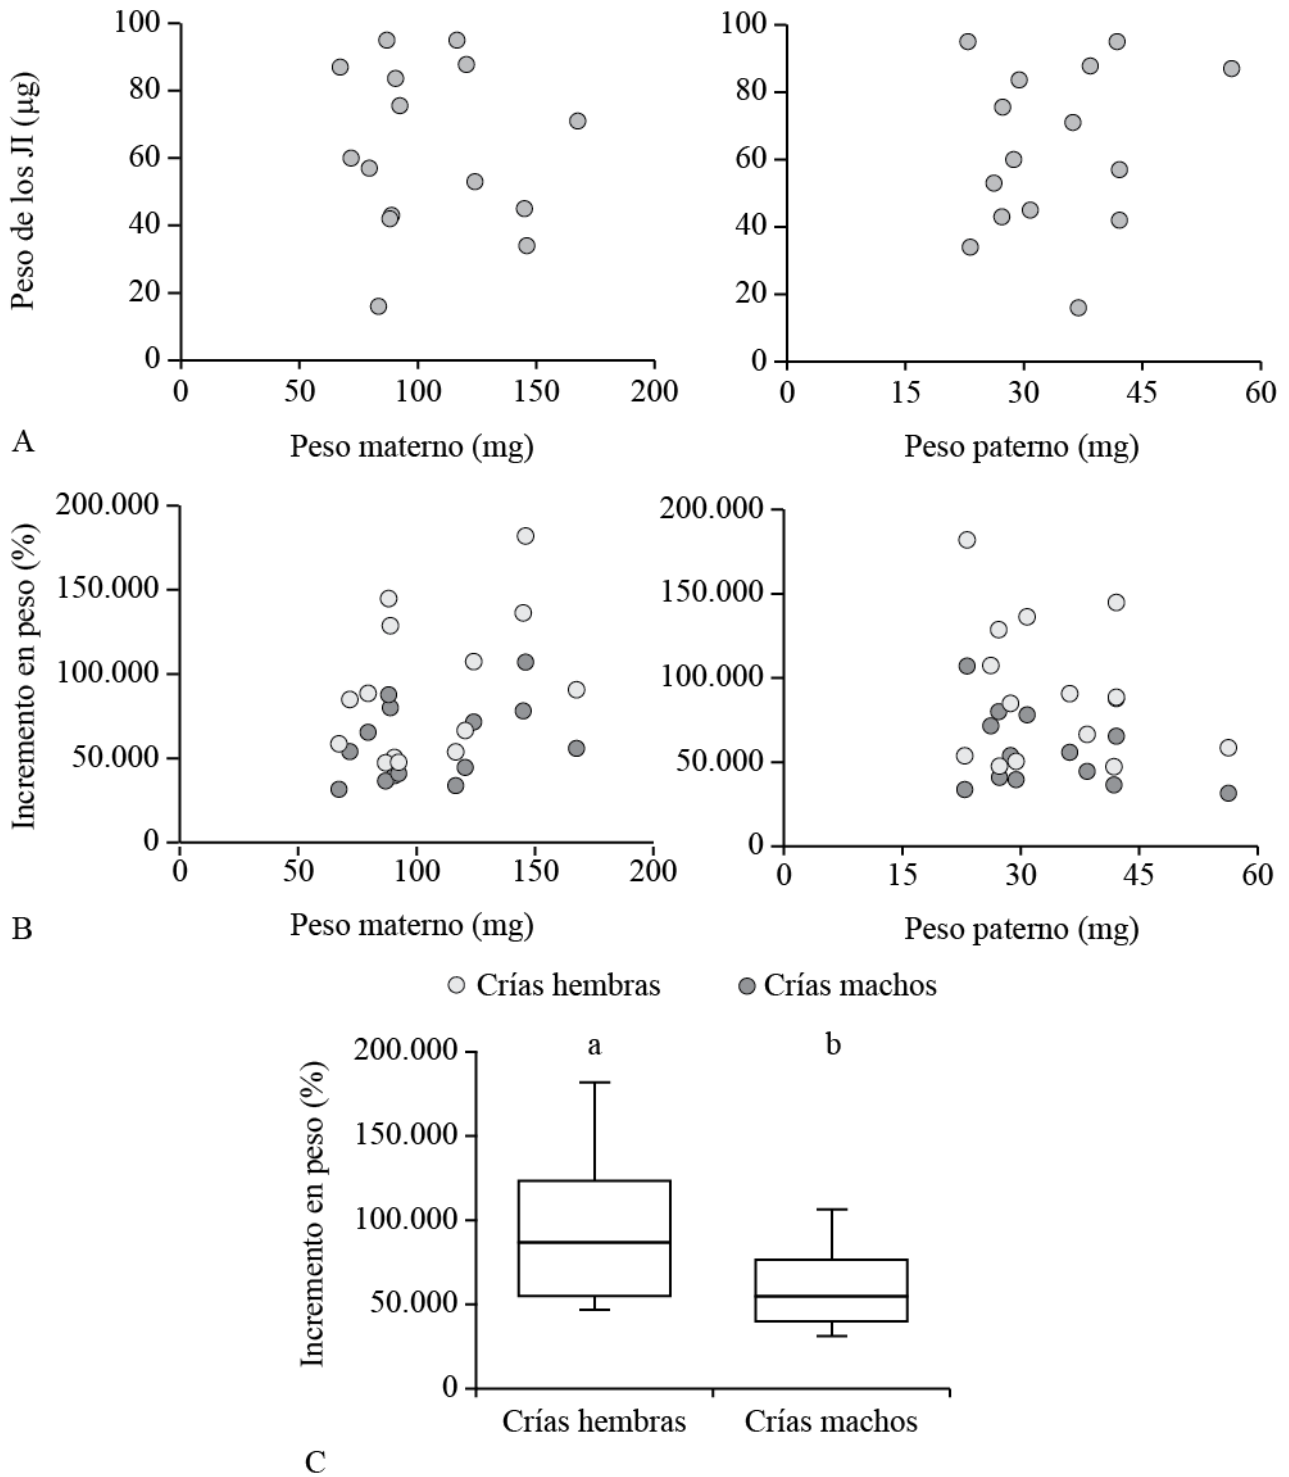 100
80
60
40
20
0
0 50 100 150 200
Peso de los JI (µg)
Peso materno (mg)
100
80
60
40
20
0
0 15 30 45 60
Peso paterno (mg)
A
200.000
150.000
100.000
50.000
0
0 50 100 150 200
Incremento en peso (%)
Peso materno (mg)
200.000
150.000
100.000
50.000
0
0 15 30 45 60
Peso paterno (mg)
B
Crías hembras Crías machos
200.000
150.000
100.000
50.000
0
Incremento en peso (%)
a b
Crías hembras Crías machos
C